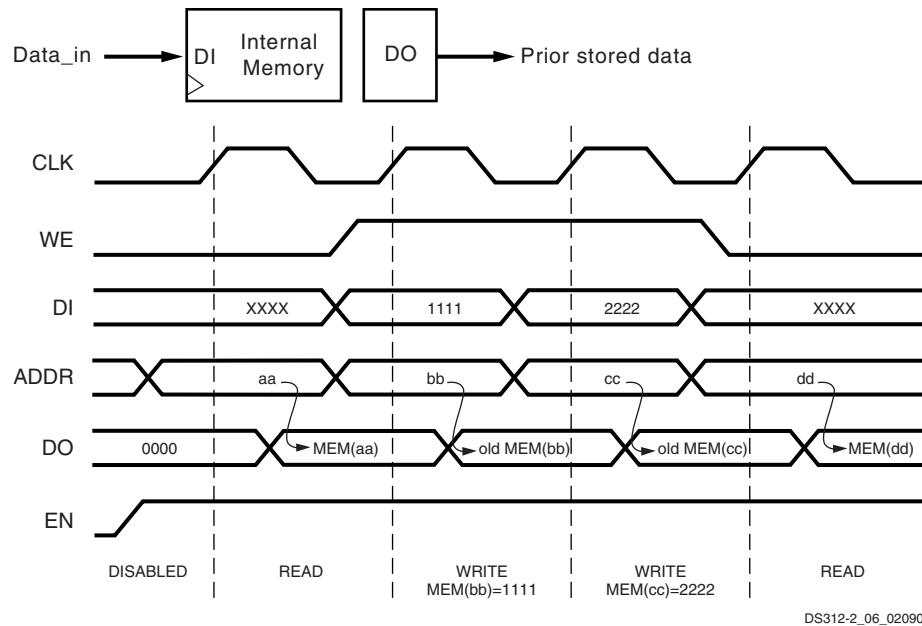 Data_in
DI
Internal
Memory
DO
Prior stored data
CLK
WE
DI
XXXX 1111 2222 XXXX
ADDR
aa bb cc dd
DO
0000 MEM(aa) old MEM(bb) old MEM(cc) MEM(dd)
EN
DISABLED READ WRITE WRITE READ
MEM(bb)=1111 MEM(cc)=2222
DS312-2_06_02090